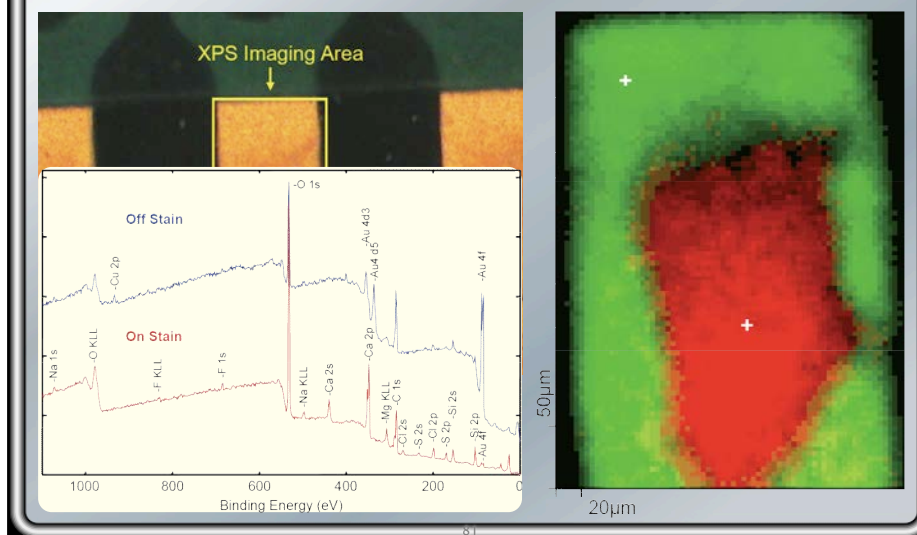 XPS Imaging Area
-O 1s
Off Stain
-Au 4d3
-Au4 d5
-Au 4f
-Cu 2p
On Stain
-Na 1s
-O KLL
-F KLL
-F 1s
-Na KLL
-Ca 2s
-Ca 2p
-Mg KLL
-C 1s
-Cl 2s
-S 2s
-Cl 2p
-S 2p
-Si 2s
-Si 2p
-Au 4f
1000
800
600
400
200
0
Binding Energy (eV)
50µm
20µm
81